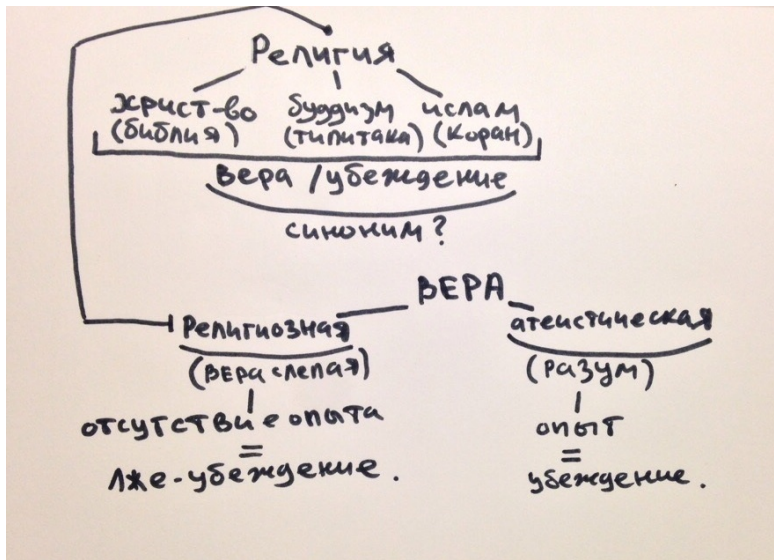 Религия
христ-во буддизм ислам
(библия) (типитака) (Коран)
вера / убеждение
синоним?
ВЕРА
Религиозная атеистическая
(вера слепая) (разум)
отсутствие опыта опыт
= =
лже-убеждение. убеждение.